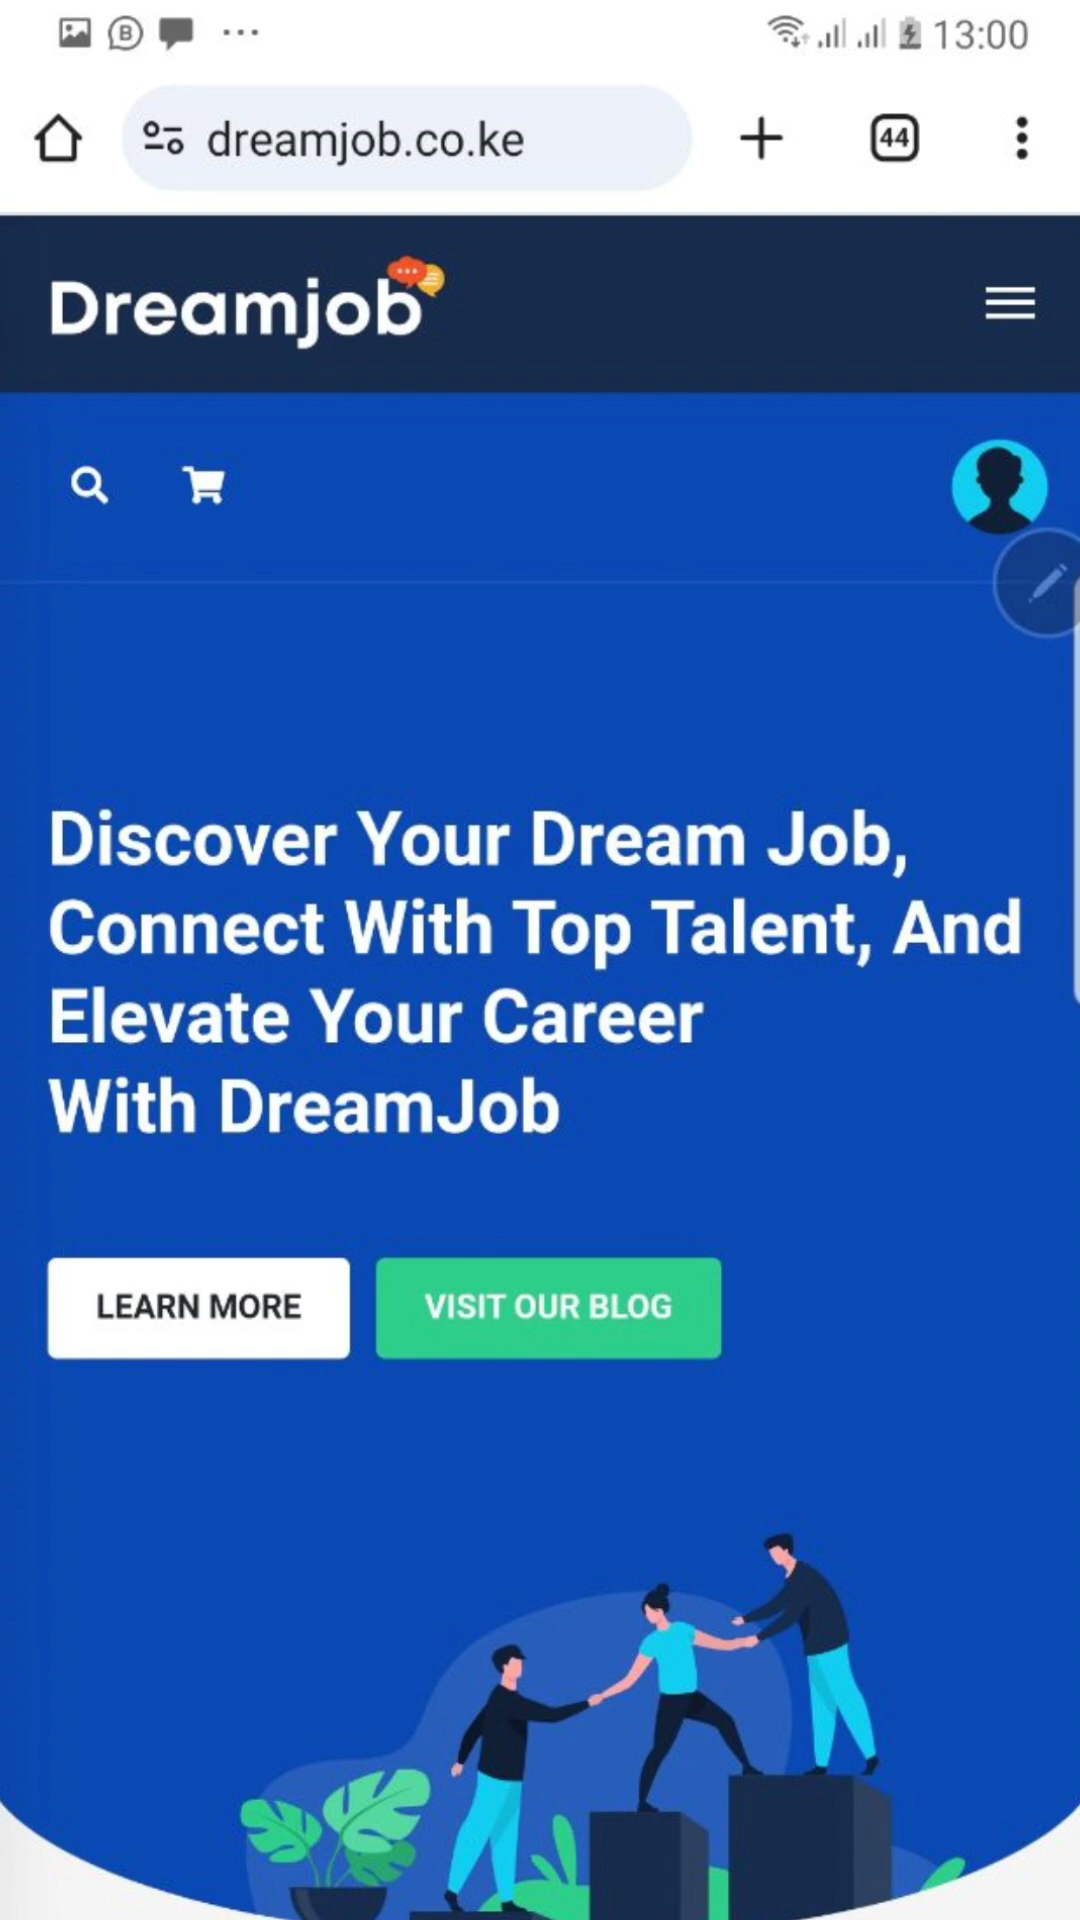 13:00
dreamjob.co.ke
44
Dreamjob
Discover Your Dream Job,
Connect With Top Talent, And
Elevate Your Career
With DreamJob
LEARN MORE
VISIT OUR BLOG